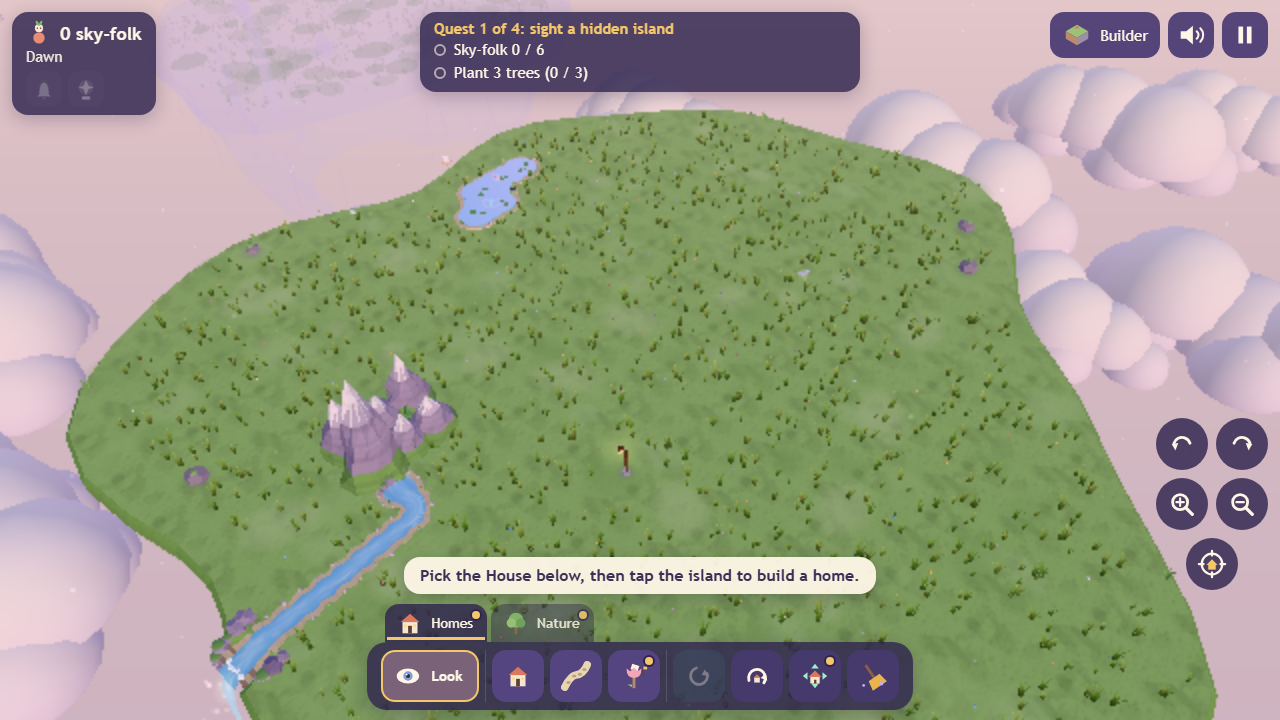 0 sky-folk
Dawn
Quest 1 of 4: sight a hidden island
Sky-folk 0 / 6
Plant 3 trees (0 / 3)
Builder
Pick the House below, then tap the island to build a home.
Homes
Nature
Look